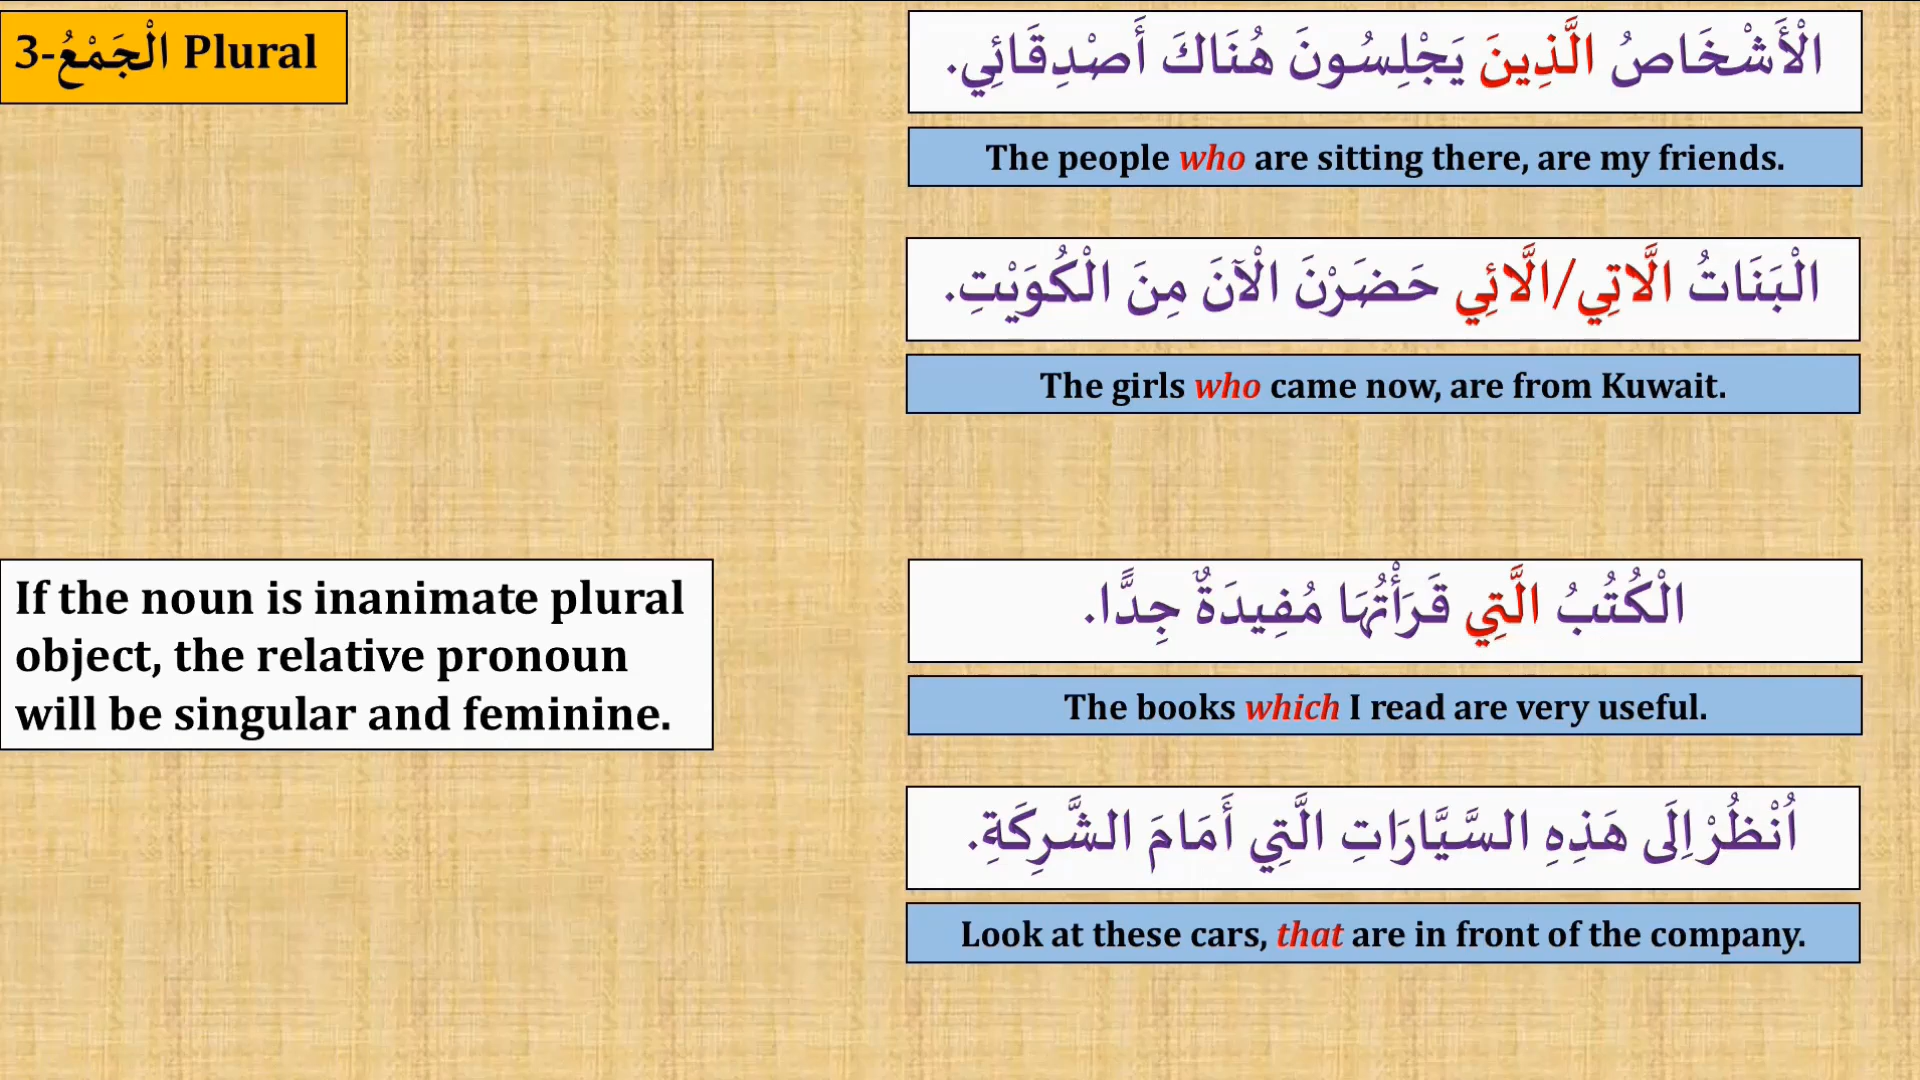 3-الْجَمْعُ Plural
الْأَشْخَاصُ الَّذِينَ يَجْلِسُونَ هُنَاكَ أَصْدِقَائِي.
The people who are sitting there, are my friends.
الْبَنَاتُ الَّاتِي/الَّائِي حَضَرْنَ الْآنَ مِنَ الْكُوَيْتِ.
The girls who came now, are from Kuwait.
If the noun is inanimate plural
object, the relative pronoun
will be singular and feminine.
الْكُتُبُ الَّتِي قَرَأْتُهَا مُفِيدَةٌ جِدًّا.
The books which I read are very useful.
اُنْظُرْ اِلَى هَذِهِ السَّيَّارَاتِ الَّتِي أَمَامَ الشَّرِكَةِ.
Look at these cars, that are in front of the company.